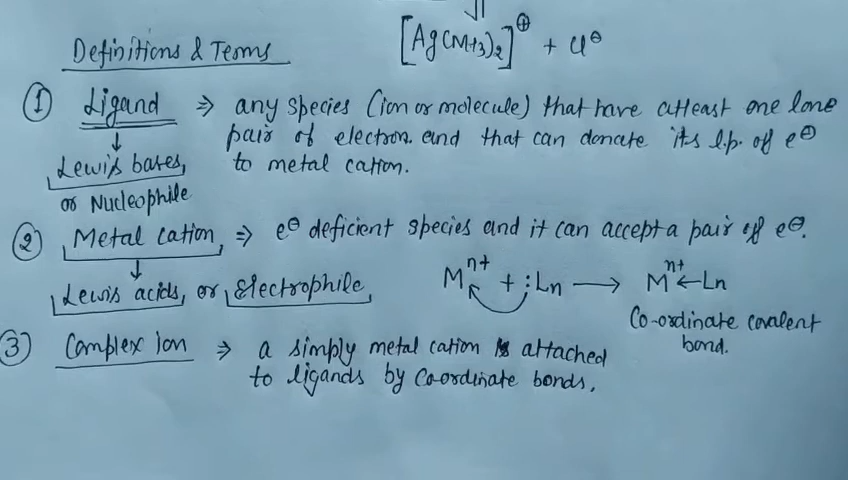 [Ag(NH3)2]⊕ + Cl⊖
Definitions & Terms
① Ligand ⇒ any species (ion or molecule) that have atleast one lone
pair of electron and that can donate its l.p. of e⊖
to metal cation.
↓
Lewis bases,
or Nucleophile
② Metal cation, ⇒ e⊖ deficient species and it can accept a pair of e⊖.
↓
Lewis acids, or Electrophile,
Mn+ + :Ln → Mn+ ← Ln
Co-ordinate covalent
bond.
③ Complex Ion ⇒ a simply metal cation is attached
to ligands by coordinate bonds.